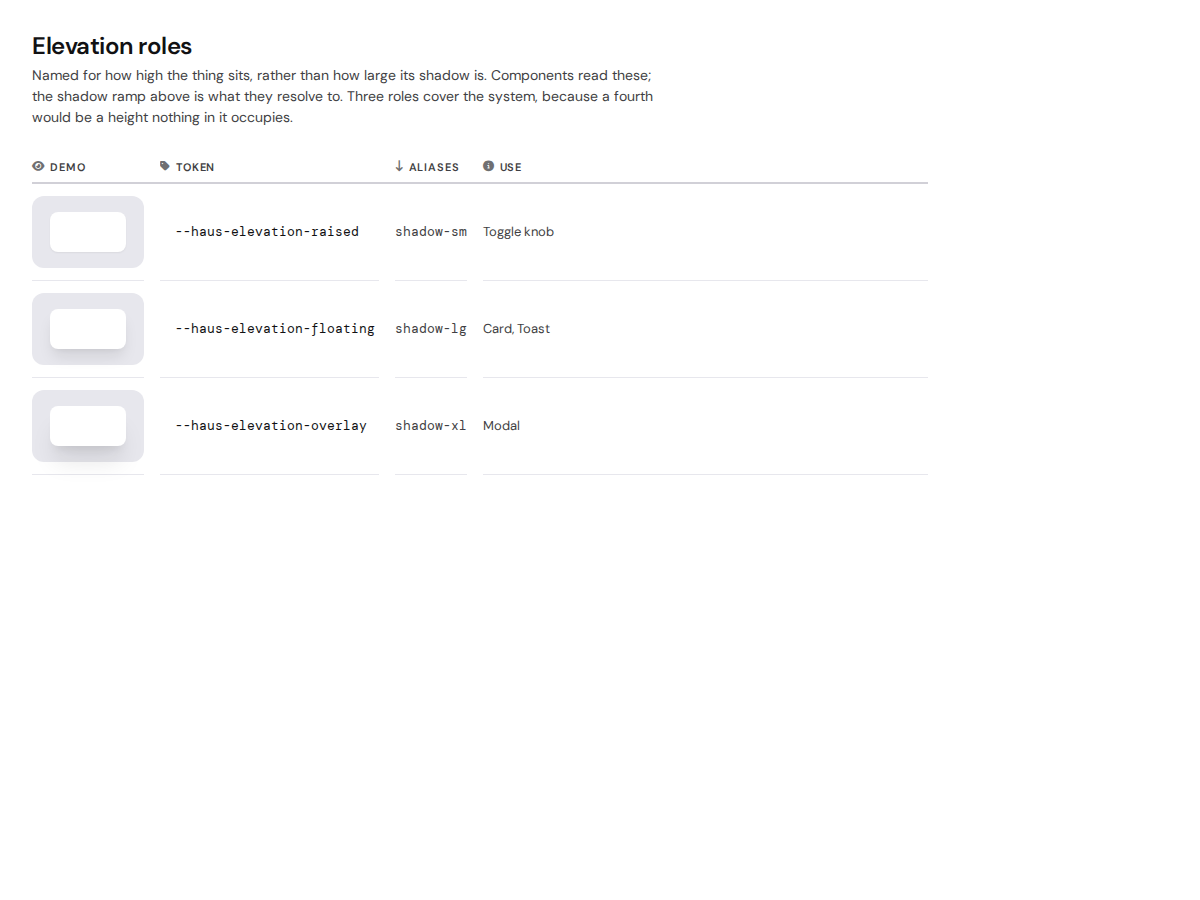 Elevation roles
Named for how high the thing sits, rather than how large its shadow is. Components read these;
the shadow ramp above is what they resolve to. Three roles cover the system, because a fourth
would be a height nothing in it occupies.
DEMO TOKEN ALIASES USE
--haus-elevation-raised shadow-sm Toggle knob
--haus-elevation-floating shadow-lg Card, Toast
--haus-elevation-overlay shadow-xl Modal